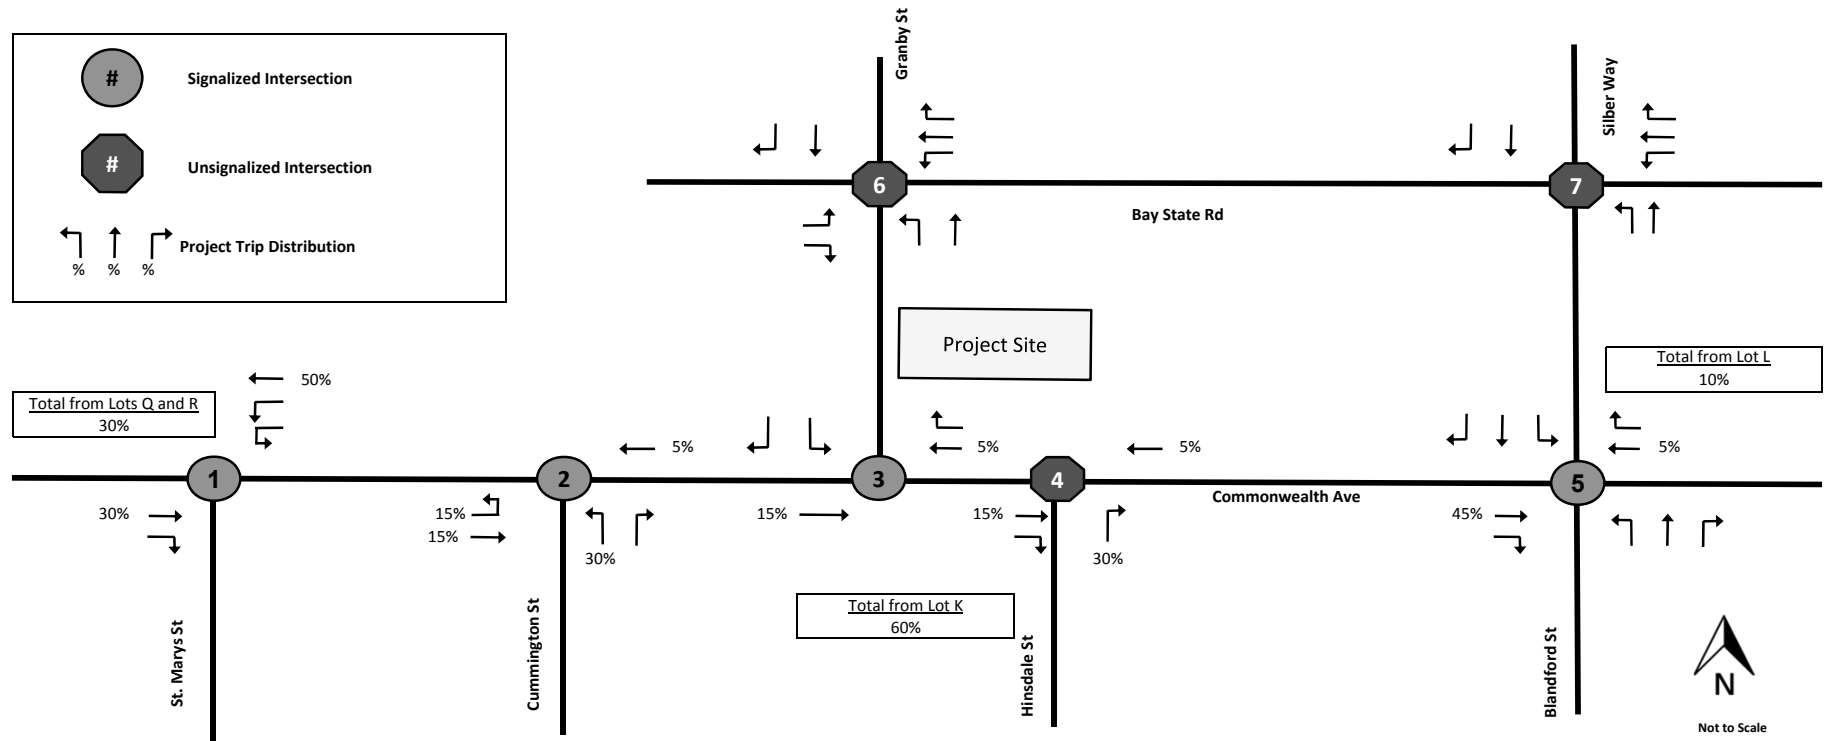 #
Signalized Intersection
#
Unsignalized Intersection
Project Trip Distribution
% % %
Granby St
Silber Way
6
7
Bay State Rd
Project Site
Total from Lot L
10%
50%
Total from Lots Q and R
30%
5%
5%
5%
5%
1
2
3
4
5
Commonwealth Ave
30%
15%
15%
15%
15%
45%
30%
30%
Total from Lot K
60%
St. Marys St
Cummington St
Hinsdale St
Blandford St
N
Not to Scale